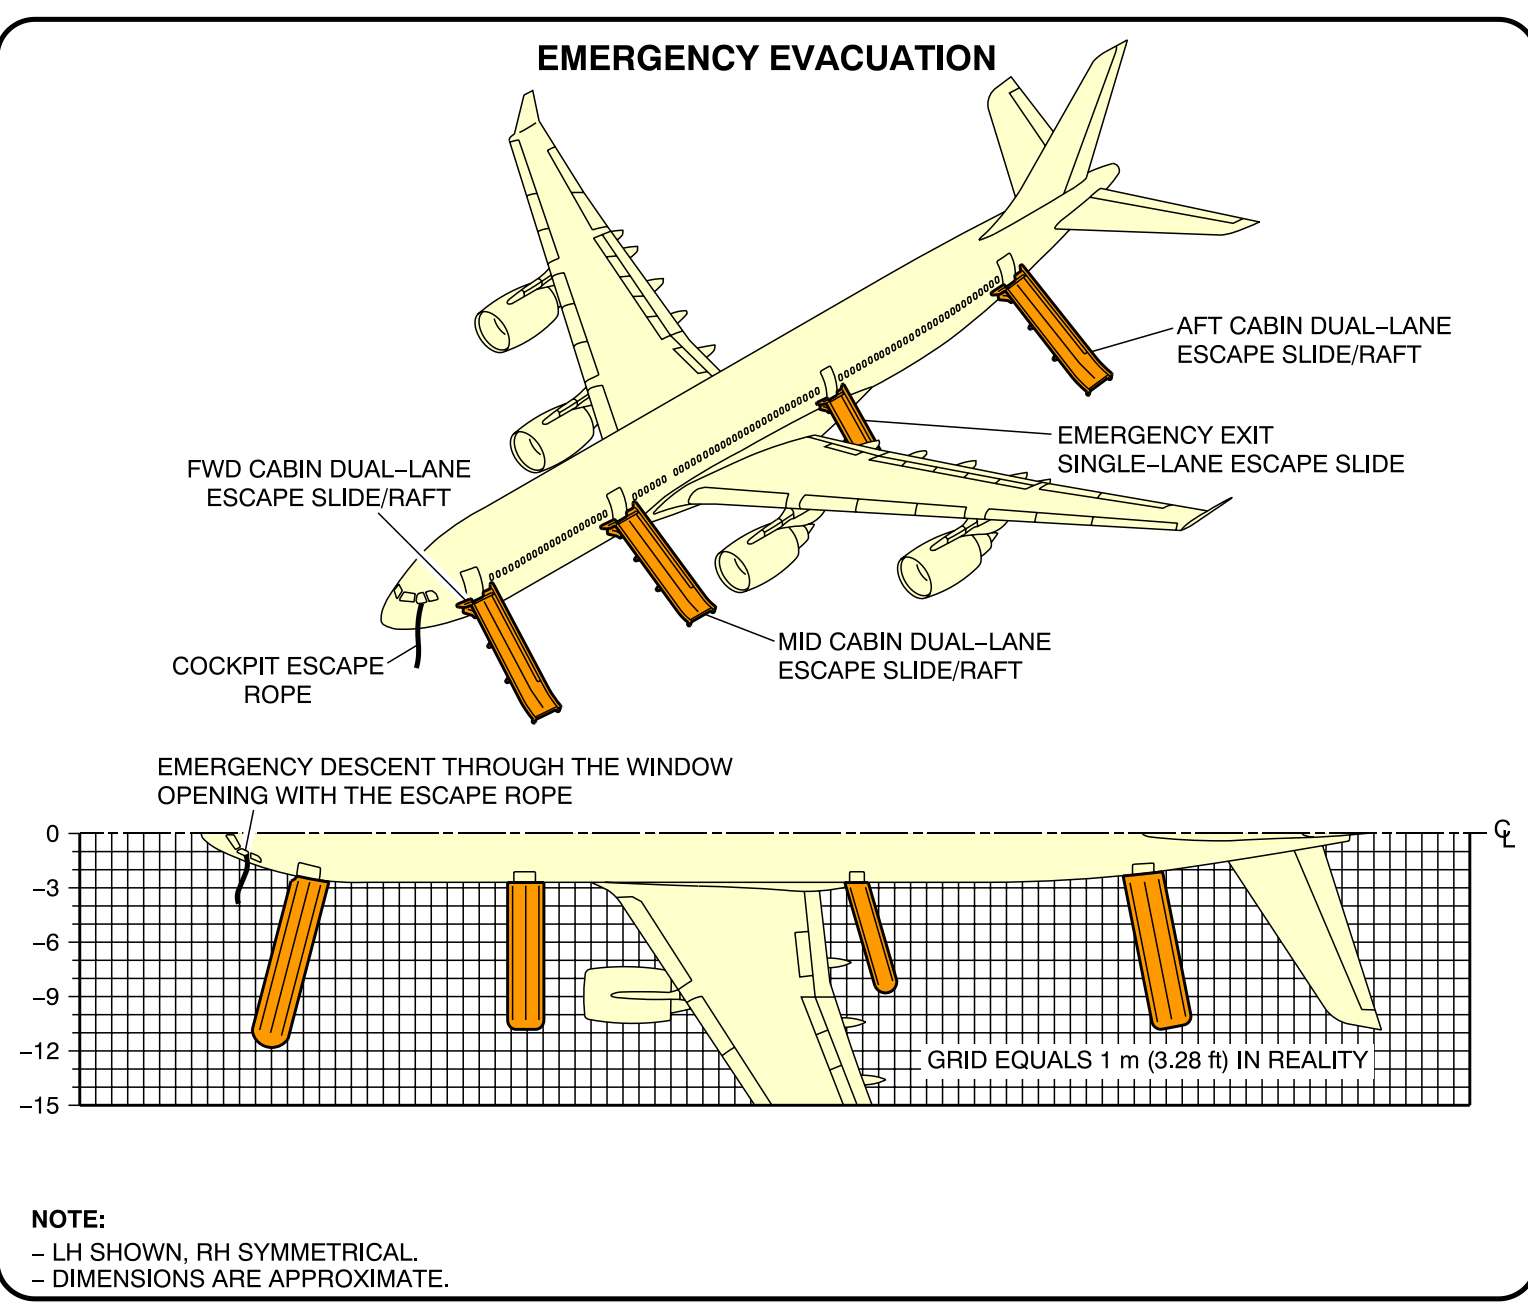 EMERGENCY EVACUATION
AFT CABIN DUAL–LANE
ESCAPE SLIDE/RAFT
EMERGENCY EXIT
SINGLE–LANE ESCAPE SLIDE
FWD CABIN DUAL–LANE
ESCAPE SLIDE/RAFT
MID CABIN DUAL–LANE
ESCAPE SLIDE/RAFT
COCKPIT ESCAPE
ROPE
EMERGENCY DESCENT THROUGH THE WINDOW
OPENING WITH THE ESCAPE ROPE
0
℄
–3
–6
–9
–12
–15
GRID EQUALS 1 m (3.28 ft) IN REALITY
NOTE:
– LH SHOWN, RH SYMMETRICAL.
– DIMENSIONS ARE APPROXIMATE.